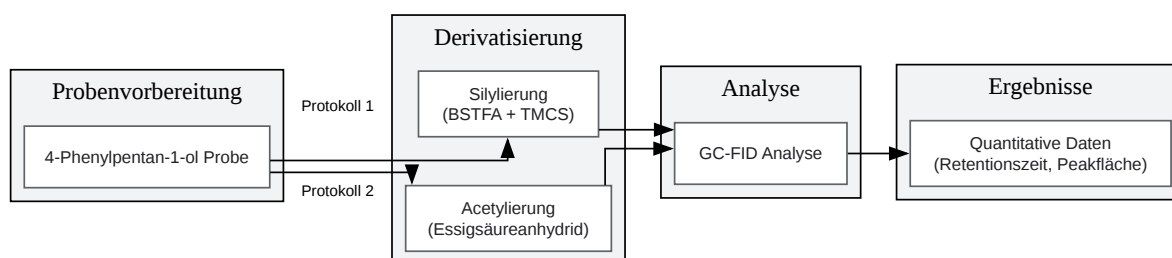 Probenvorbereitung
4-Phenylpentan-1-ol Probe
Protokoll 1
Protokoll 2
Derivatisierung
Silylierung
(BSTFA + TMCS)
Acetylierung
(Essigsäureanhydrid)
Analyse
GC-FID Analyse
Ergebnisse
Quantitative Daten
(Retentionszeit, Peakfläche)